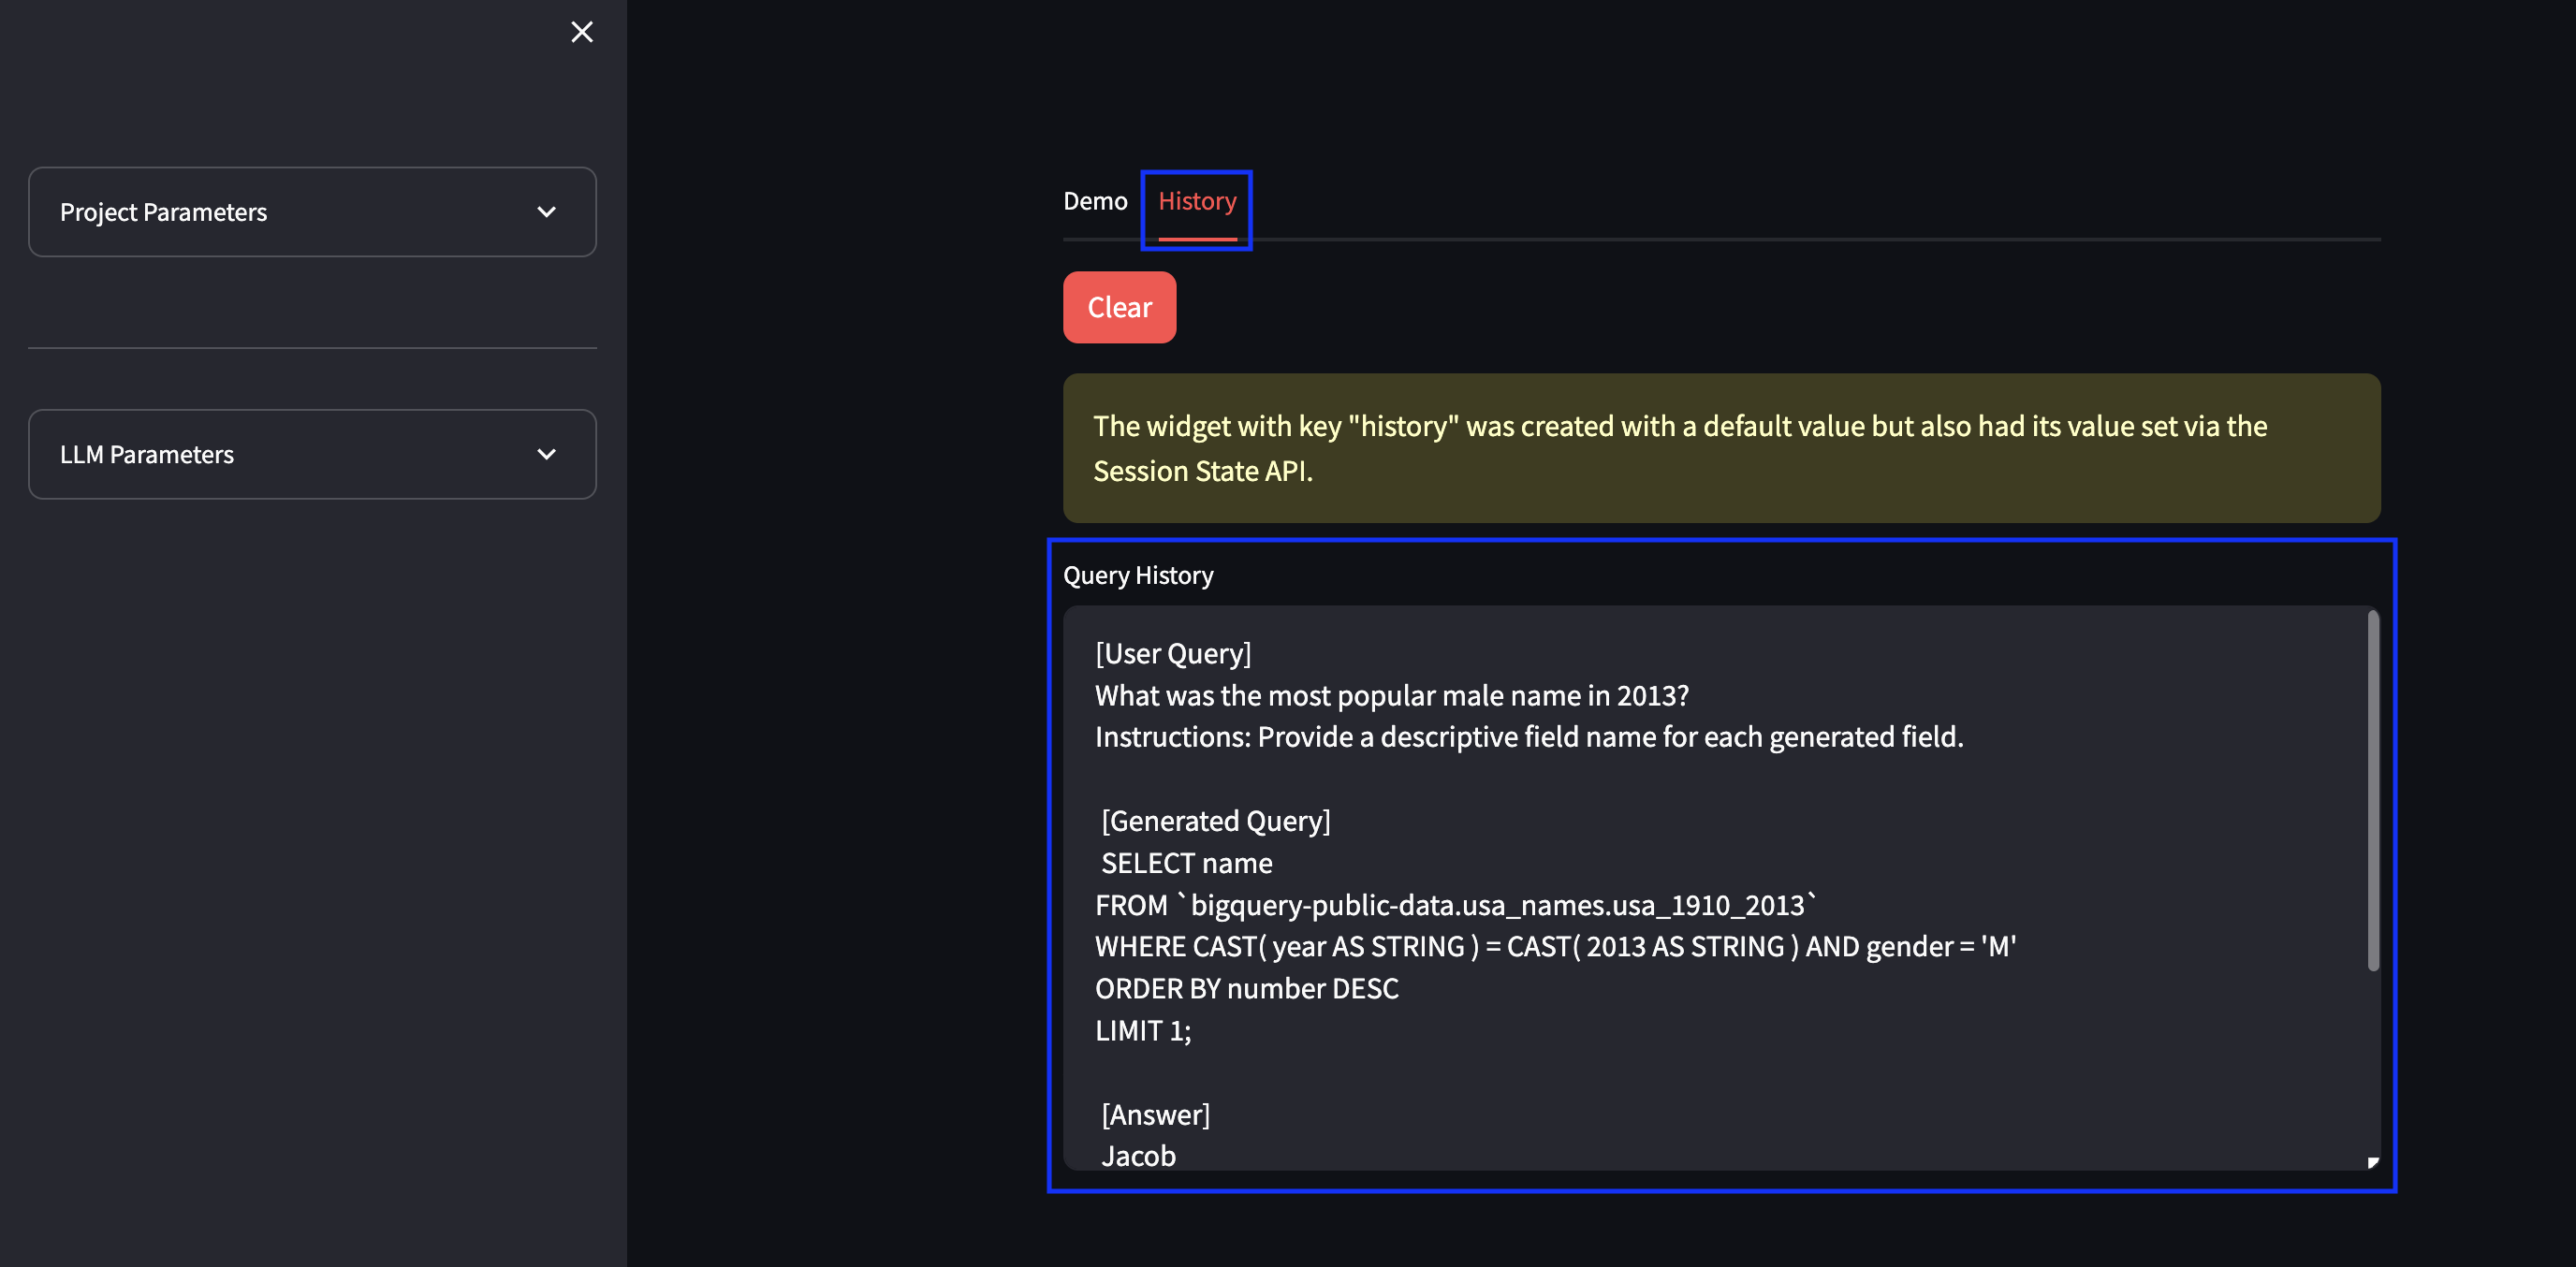 Project Parameters
LLM Parameters
Demo
History
Clear
The widget with key "history" was created with a default value but also had its value set via the
Session State API.
Query History
[User Query]
What was the most popular male name in 2013?
Instructions: Provide a descriptive field name for each generated field.
[Generated Query]
SELECT name
FROM `bigquery-public-data.usa_names.usa_1910_2013`
WHERE CAST( year AS STRING ) = CAST( 2013 AS STRING ) AND gender = 'M'
ORDER BY number DESC
LIMIT 1;
[Answer]
Jacob